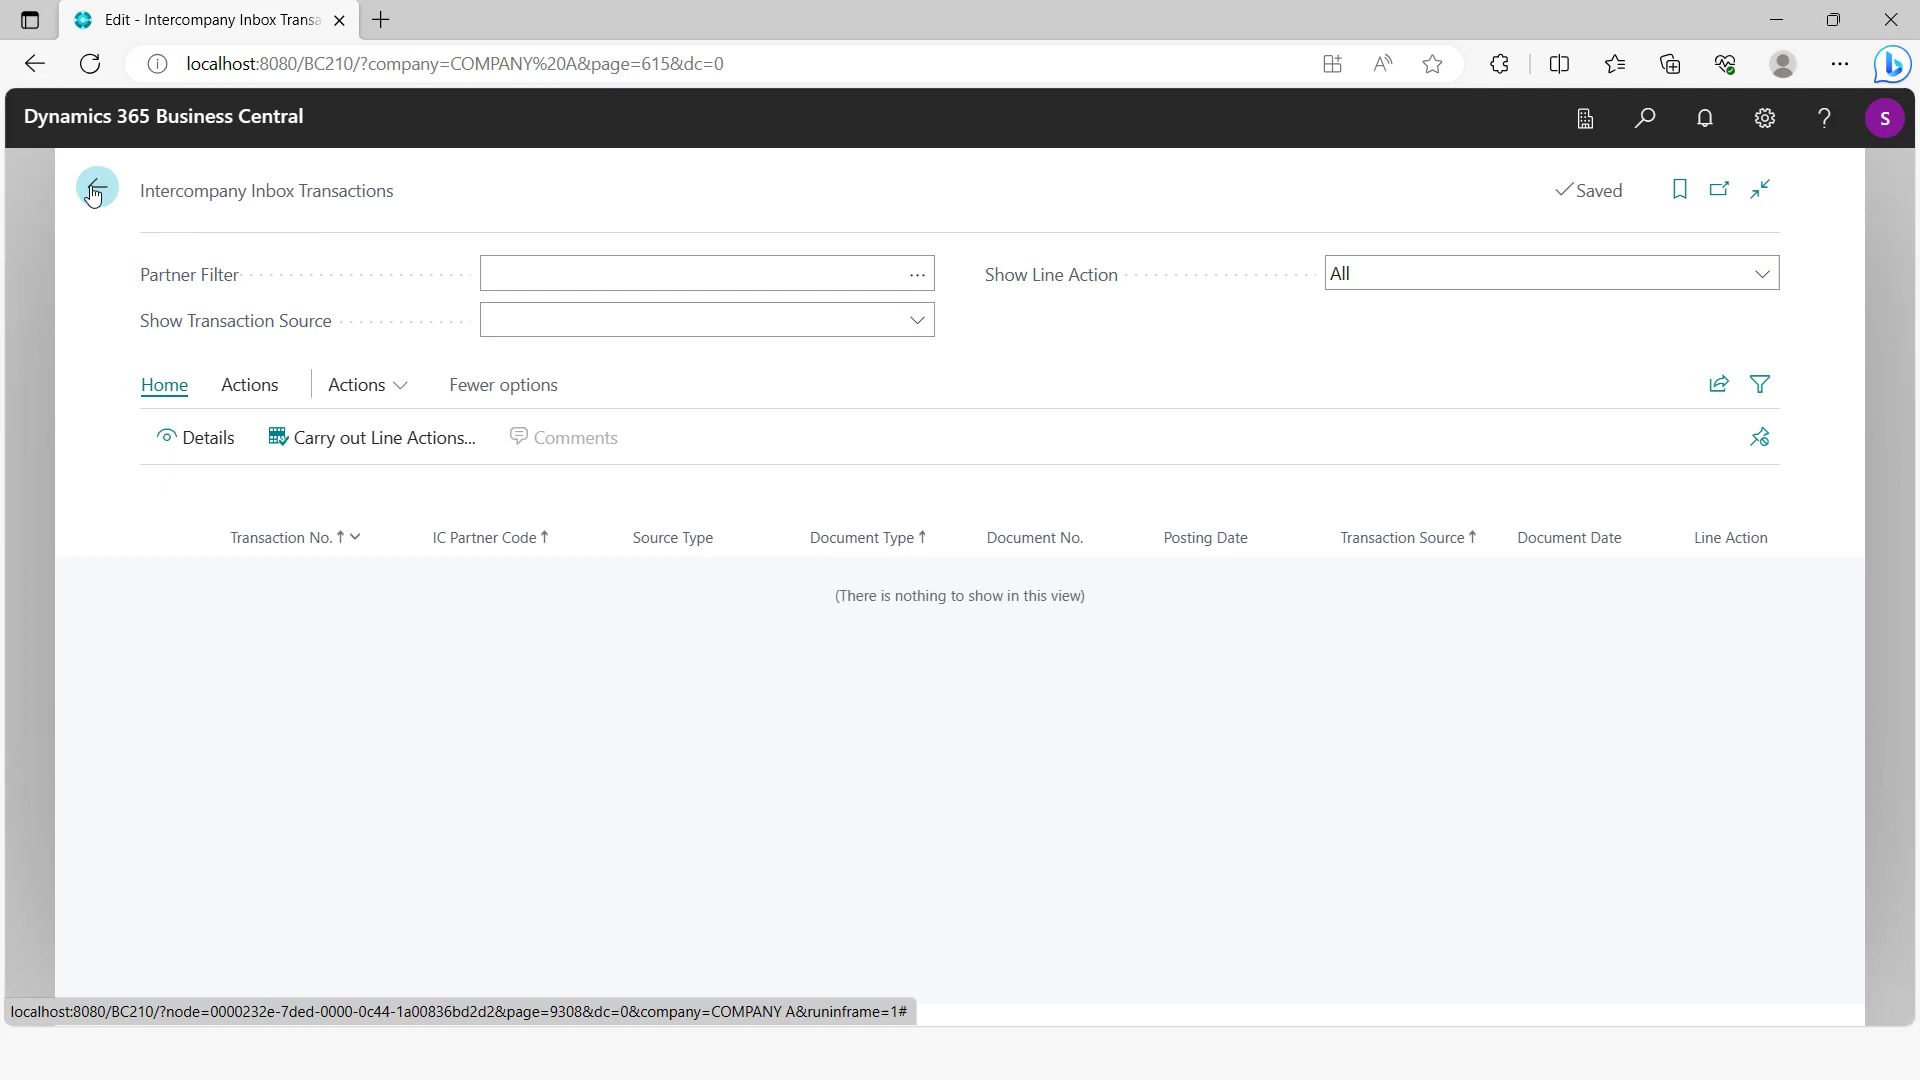 Edit - Intercompany Inbox Transa
localhost:8080/BC210/?company=COMPANY%20A&page=615&dc=0
Dynamics 365 Business Central
S
Intercompany Inbox Transactions
Saved
Partner Filter
...
Show Line Action
All
Show Transaction Source
Home
Actions
Actions
Fewer options
Details
Carry out Line Actions...
Comments
Transaction No.
IC Partner Code
Source Type
Document Type
Document No.
Posting Date
Transaction Source
Document Date
Line Action
(There is nothing to show in this view)
localhost:8080/BC210/?node=0000232e-7ded-0000-0c44-1a00836bd2d2&page=9308&dc=0&company=COMPANY A&runinframe=1#